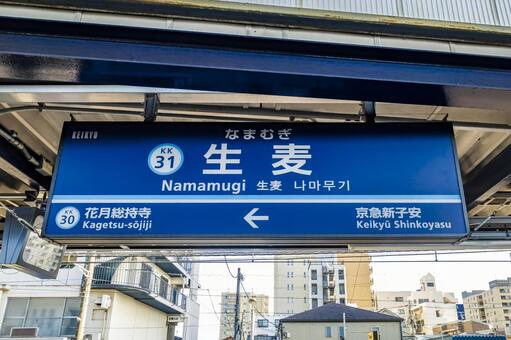 KEIKYU
なまむぎ
KK
31
生麦
Namamugi 生麦 나마무기
KK
30
花月総持寺
Kagetsu-sōjiji
←
京急新子安
Keikyū Shinkoyasu